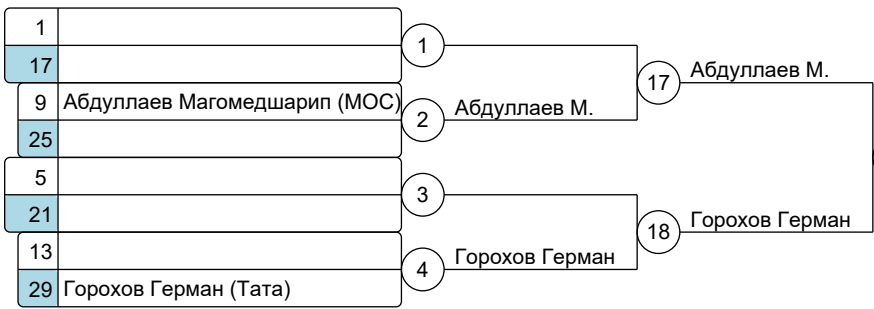 1
17
1
9 Абдуллаев Магомедшарип (МОС)
25
2 Абдуллаев М.
17 Абдуллаев М.
5
21
3
13
29 Горохов Герман (Тата)
4 Горохов Герман
18 Горохов Герман